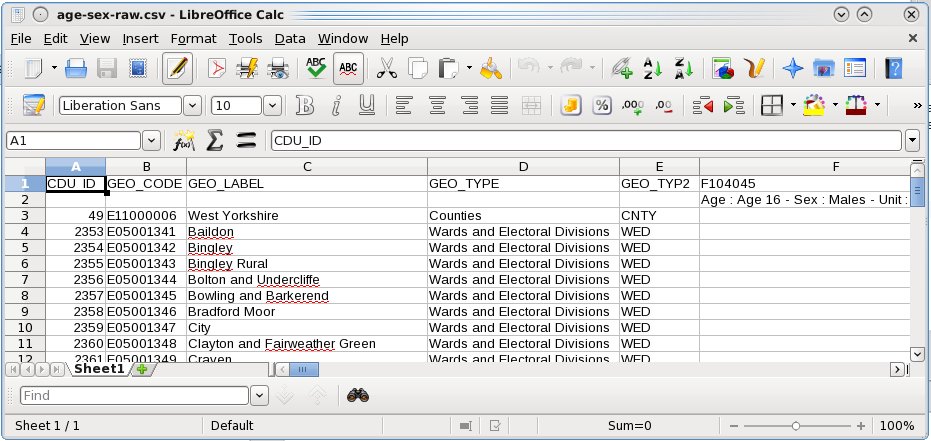 age-sex-raw.csv - LibreOffice Calc
File Edit View Insert Format Tools Data Window Help
ABC ABC A Z Z A
Liberation Sans 10 B I U % ,000 .00 »
A1 f(x) Σ = CDU_ID
A B C D E F
1 CDU_ID GEO_CODE GEO_LABEL GEO_TYPE GEO_TYP2 F104045
2 Age : Age 16 - Sex : Males - Unit :
3 49 E11000006 West Yorkshire Counties CNTY
4 2353 E05001341 Baildon Wards and Electoral Divisions WED
5 2354 E05001342 Bingley Wards and Electoral Divisions WED
6 2355 E05001343 Bingley Rural Wards and Electoral Divisions WED
7 2356 E05001344 Bolton and Undercliffe Wards and Electoral Divisions WED
8 2357 E05001345 Bowling and Barkerend Wards and Electoral Divisions WED
9 2358 E05001346 Bradford Moor Wards and Electoral Divisions WED
10 2359 E05001347 City Wards and Electoral Divisions WED
11 2360 E05001348 Clayton and Fairweather Green Wards and Electoral Divisions WED
12 2361 E05001349 Craven Wards and Electoral Divisions WED
Sheet1
Find
Sheet 1 / 1 Default Sum=0 100%